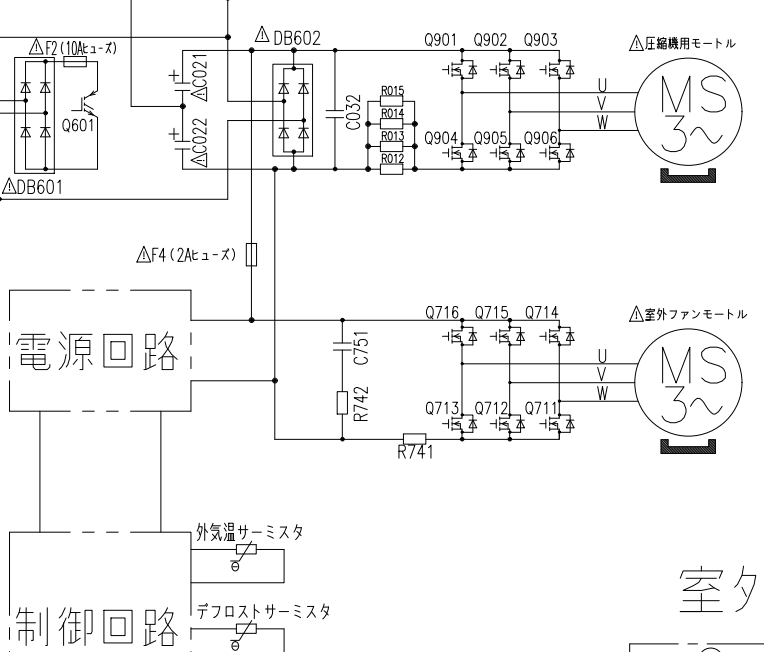 ⚠F2(10Aヒューズ)
⚠DB602
Q901
Q902
Q903
⚠圧縮機用モートル
+
⚠C021
MS
3～
U
V
W
C032
R015
R014
R013
R012
Q601
+
⚠C022
Q904
Q905
Q906
⚠DB601
⚠F4(2Aヒューズ)
電源回路
Q716
Q715
Q714
⚠室外ファンモートル
C751
R742
MS
3～
U
V
W
Q713
Q712
Q711
R741
外気温サーミスタ
θ
デフロストサーミスタ
θ
制御回路
室